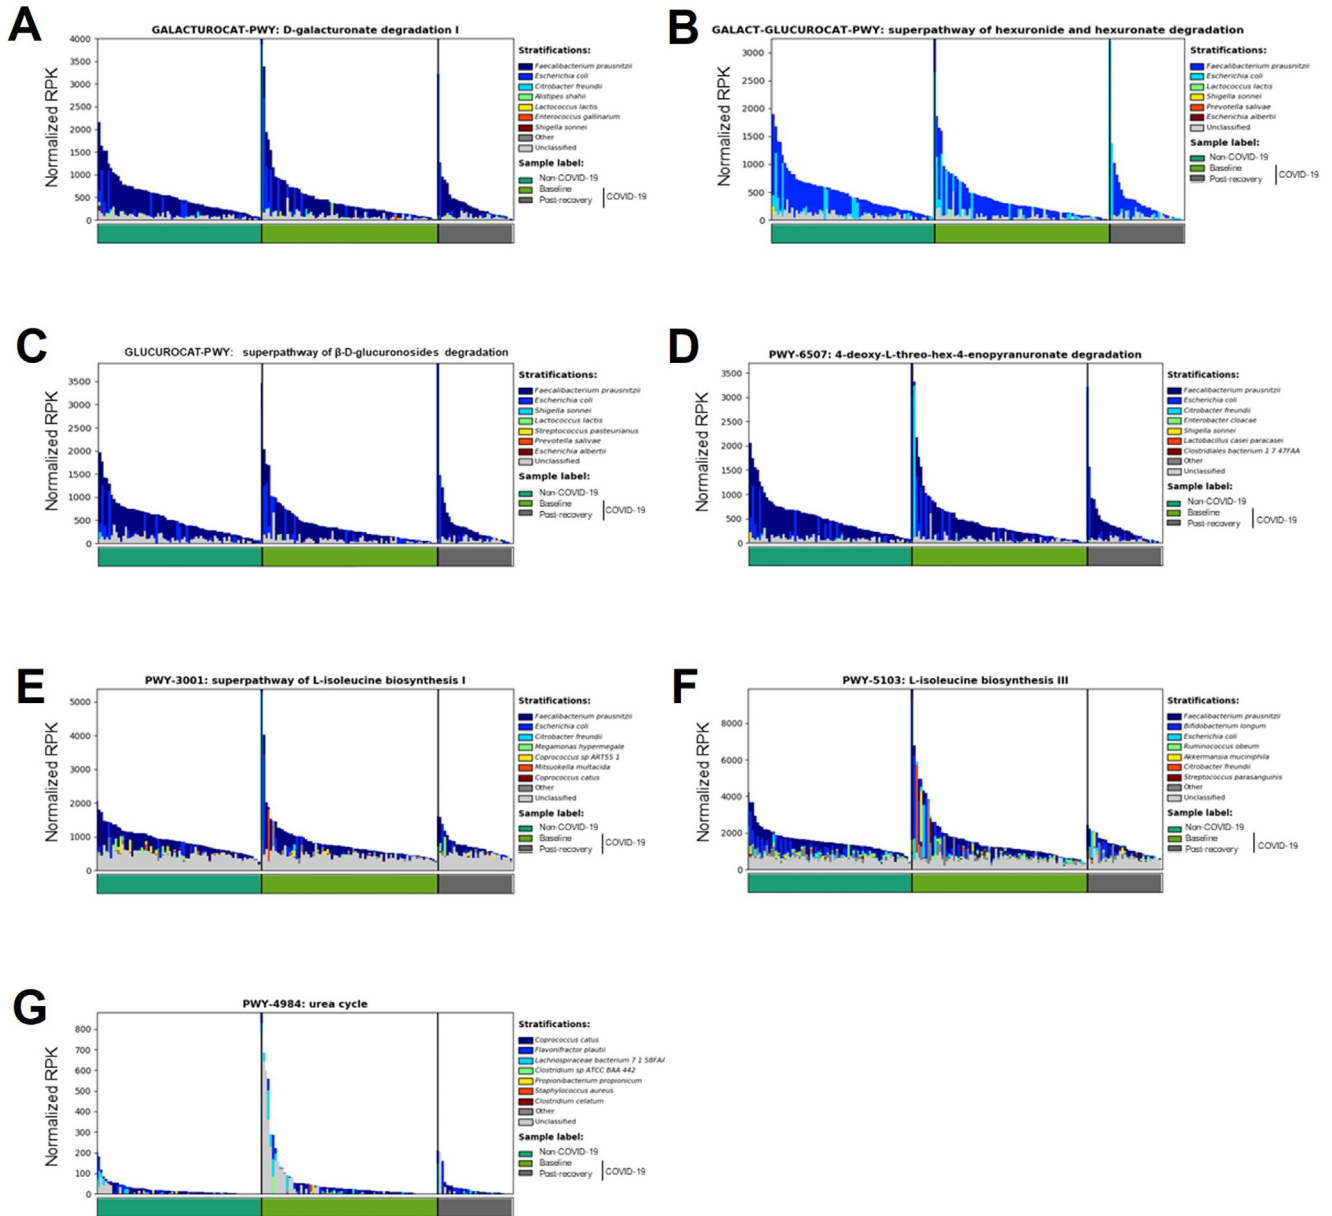 A
GALACTUROCAT-PWY: D-galacturonate degradation I
Normalized RPK
4000
3500
3000
2500
2000
1500
1000
500
0
Stratifications:
Faecalibacterium prausnitzii
Escherichia coli
Citrobacter freundii
Alistipes shahii
Lactococcus lactis
Enterococcus gallinarum
Shigella sonnei
Other
Unclassified
Sample label:
Non-COVID-19
Baseline
Post-recovery
COVID-19
B
GALACT-GLUCUROCAT-PWY: superpathway of hexuronide and hexuronate degradation
Normalized RPK
3000
2500
2000
1500
1000
500
0
Stratifications:
Faecalibacterium prausnitzii
Escherichia coli
Lactococcus lactis
Shigella sonnei
Prevotella salivae
Escherichia albertii
Unclassified
Sample label:
Non-COVID-19
Baseline
Post-recovery
COVID-19
C
GLUCUROCAT-PWY: superpathway of β-D-glucuronosides degradation
Normalized RPK
3500
3000
2500
2000
1500
1000
500
0
Stratifications:
Faecalibacterium prausnitzii
Escherichia coli
Shigella sonnei
Lactococcus lactis
Streptococcus pasteurianus
Prevotella salivae
Escherichia albertii
Unclassified
Sample label:
Non-COVID-19
Baseline
Post-recovery
COVID-19
D
PWY-6507: 4-deoxy-L-threo-hex-4-enopyranuronate degradation
Normalized RPK
3500
3000
2500
2000
1500
1000
500
0
Stratifications:
Faecalibacterium prausnitzii
Escherichia coli
Citrobacter freundii
Enterobacter cloacae
Shigella sonnei
Lactobacillus casei paracasei
Clostridiales bacterium 1 7 47FAA
Other
Unclassified
Sample label:
Non-COVID-19
Baseline
Post-recovery
COVID-19
E
PWY-3001: superpathway of L-isoleucine biosynthesis I
Normalized RPK
5000
4000
3000
2000
1000
0
Stratifications:
Faecalibacterium prausnitzii
Escherichia coli
Citrobacter freundii
Megamonas hypermegale
Coprococcus sp ART55 1
Mitsuokella multacida
Coprococcus catus
Other
Unclassified
Sample label:
Non-COVID-19
Baseline
Post-recovery
COVID-19
F
PWY-5103: L-isoleucine biosynthesis III
Normalized RPK
8000
6000
4000
2000
0
Stratifications:
Faecalibacterium prausnitzii
Bifidobacterium longum
Escherichia coli
Ruminococcus obeum
Akkermansia muciniphila
Citrobacter freundii
Streptococcus parasanguinis
Other
Unclassified
Sample label:
Non-COVID-19
Baseline
Post-recovery
COVID-19
G
PWY-4984: urea cycle
Normalized RPK
800
700
600
500
400
300
200
100
0
Stratifications:
Coprococcus catus
Flavonifractor plautii
Lachnospiraceae bacterium 7 1 58FAA
Clostridium sp ATCC BAA 442
Propionibacterium propionicum
Staphylococcus aureus
Clostridium celatum
Other
Unclassified
Sample label:
Non-COVID-19
Baseline
Post-recovery
COVID-19